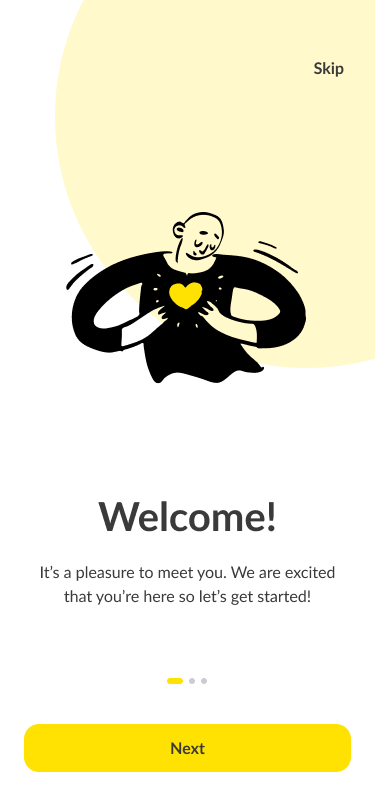 Skip
Welcome!
It’s a pleasure to meet you. We are excited
that you’re here so let’s get started!
Next